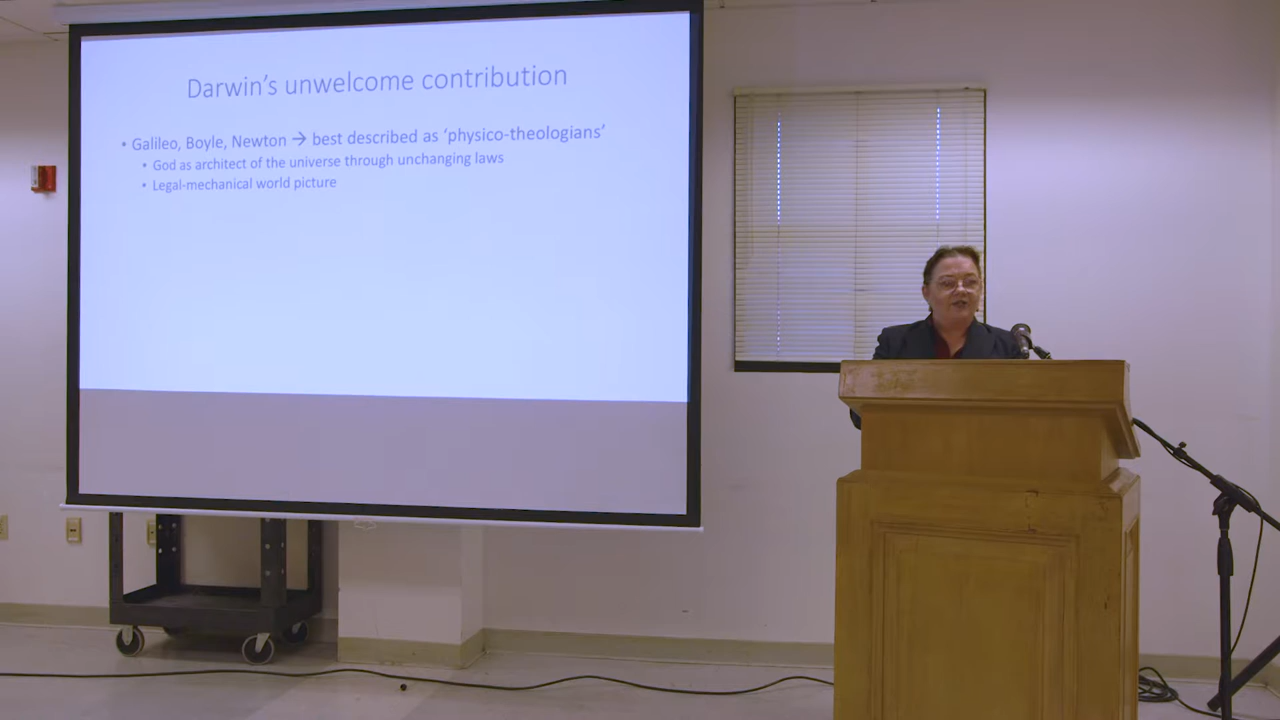 Darwin's unwelcome contribution
• Galileo, Boyle, Newton → best described as ‘physico-theologians’
• God as architect of the universe through unchanging laws
• Legal-mechanical world picture